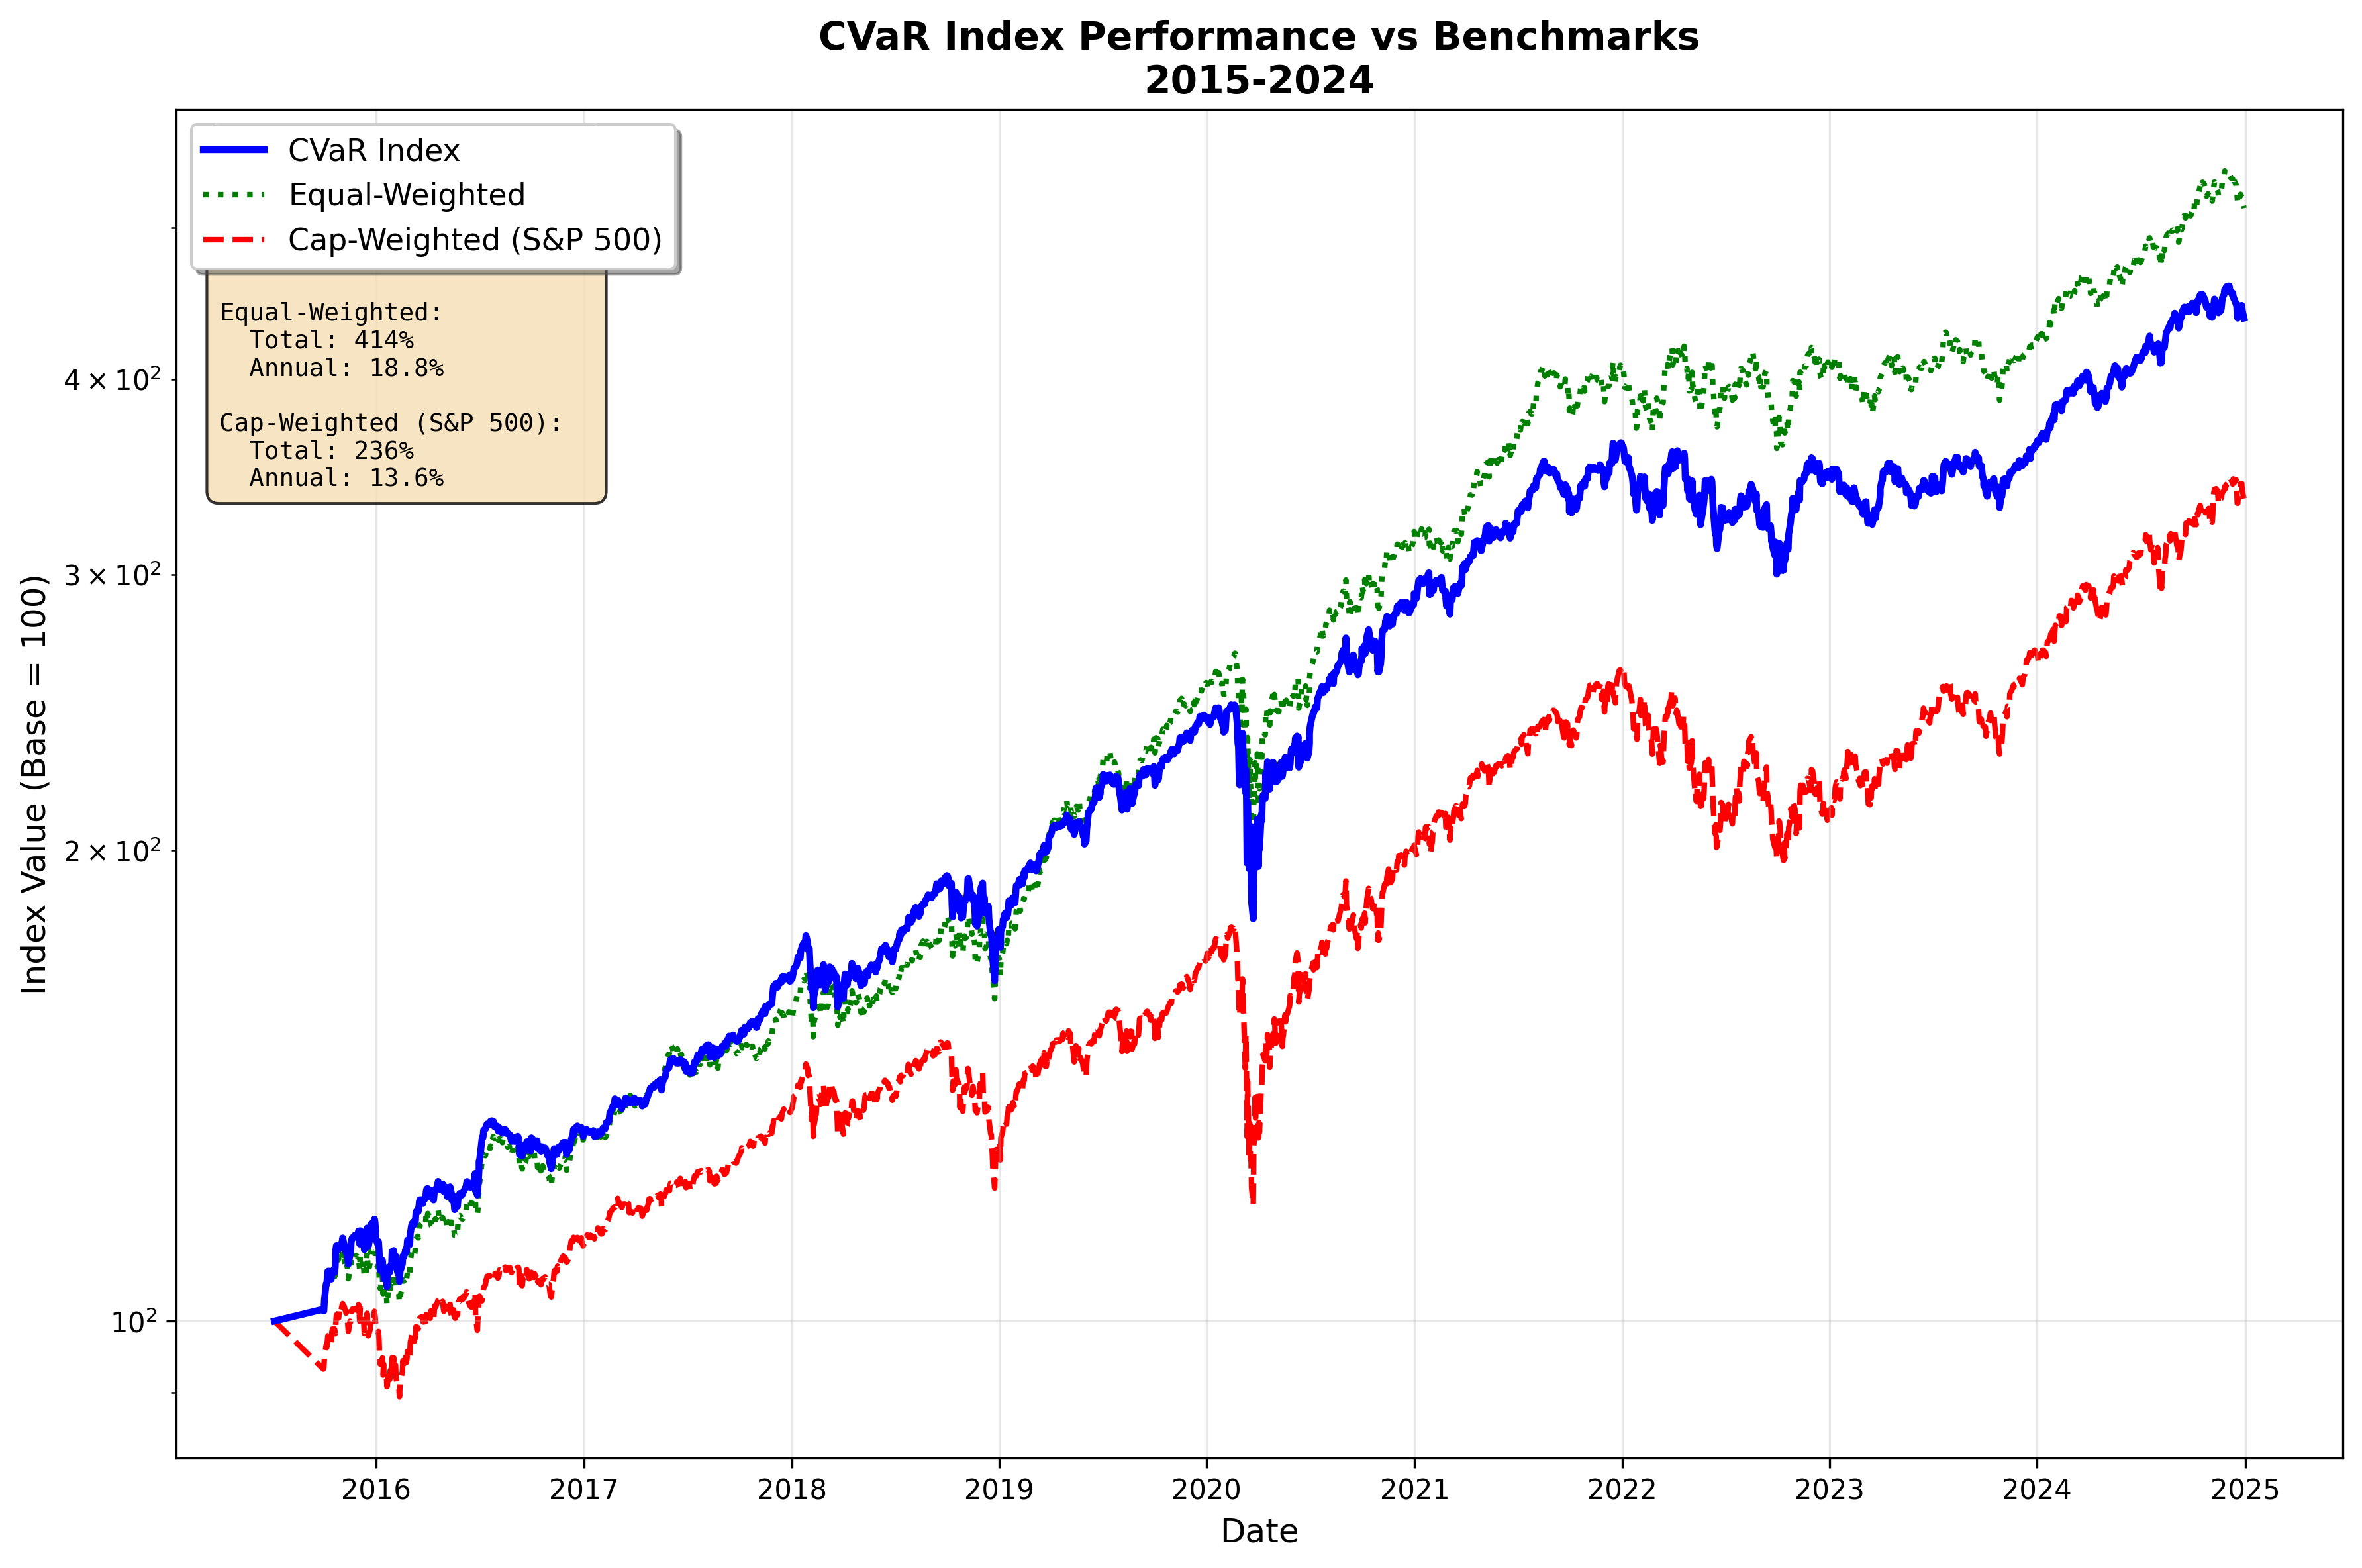 CVaR Index Performance vs Benchmarks
2015-2024
CVaR Index
Equal-Weighted
Cap-Weighted (S&P 500)
Equal-Weighted:
Total: 414%
Annual: 18.8%
Cap-Weighted (S&P 500):
Total: 236%
Annual: 13.6%
Index Value (Base = 100)
4 × 10²
3 × 10²
2 × 10²
10²
2016 2017 2018 2019 2020 2021 2022 2023 2024 2025
Date